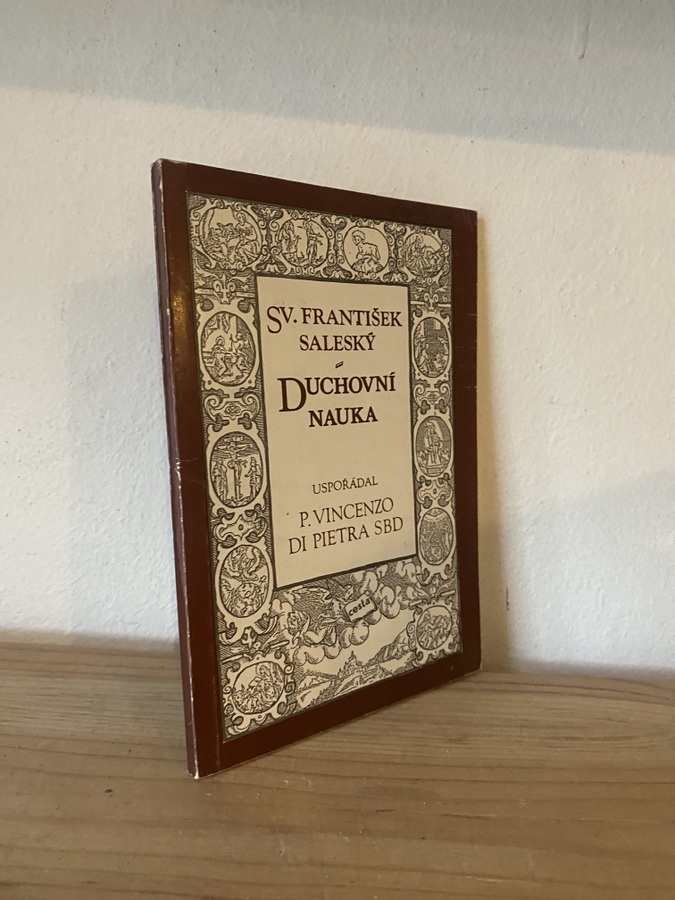 SV. FRANTIŠEK
SALESKÝ
DUCHOVNÍ
NAUKA
USPOŘÁDAL
P. VINCENZO
DI PIETRA SBD
cesta